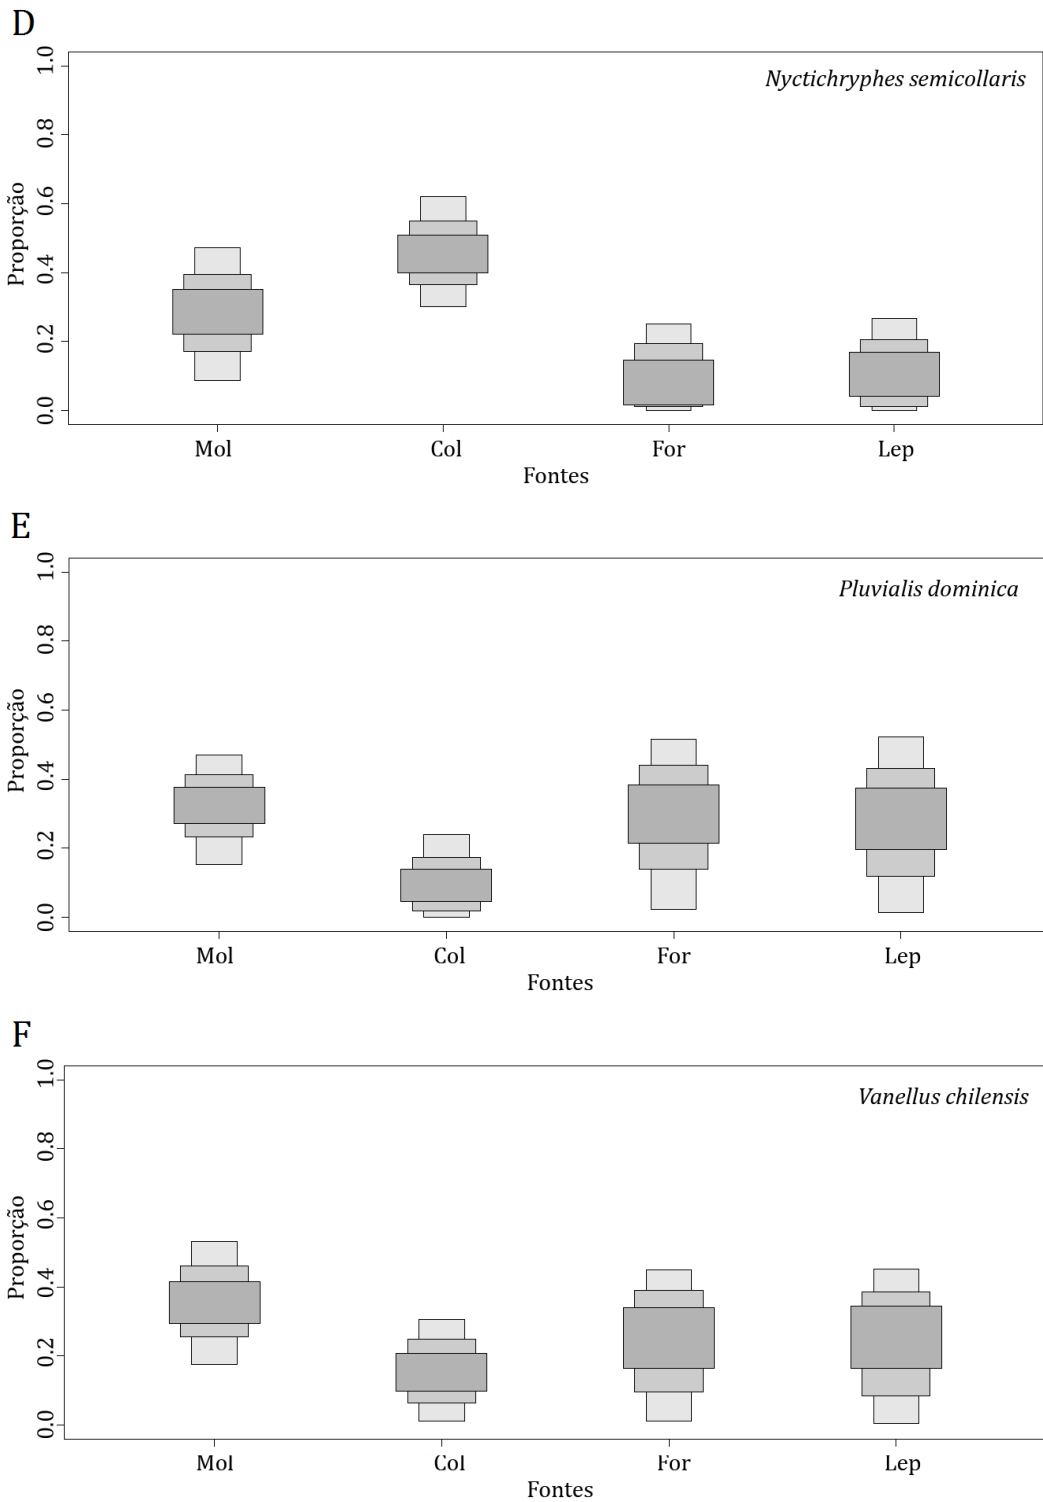 D
Nyctichryphes semicollaris
1.0
0.8
0.6
0.4
0.2
0.0
Proporção
Mol Col For Lep
Fontes
E
Pluvialis dominica
1.0
0.8
0.6
0.4
0.2
0.0
Proporção
Mol Col For Lep
Fontes
F
Vanellus chilensis
1.0
0.8
0.6
0.4
0.2
0.0
Proporção
Mol Col For Lep
Fontes